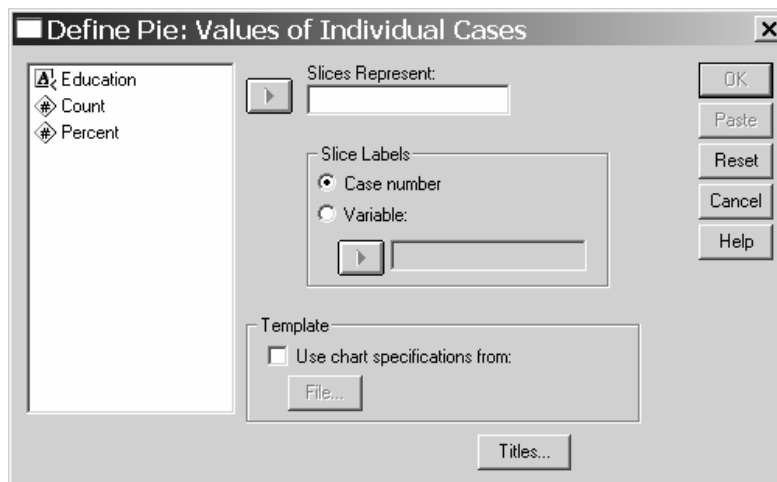 Define Pie: Values of Individual Cases
Education
Count
Percent
Slices Represent:
Slice Labels
Case number
Variable:
Template
Use chart specifications from:
File...
Titles...
OK
Paste
Reset
Cancel
Help